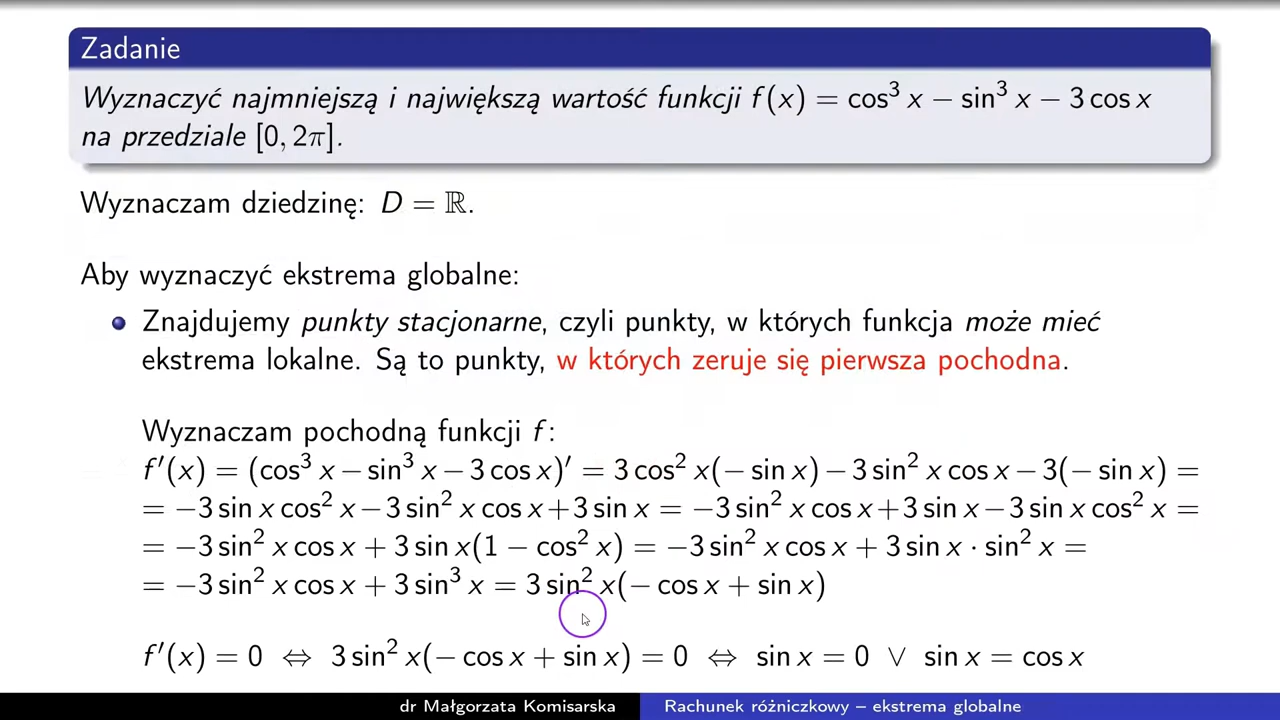 Zadanie
Wyznaczyć najmniejszą i największą wartość funkcji f(x) = cos³ x − sin³ x − 3 cos x
na przedziale [0, 2π].
Wyznaczam dziedzinę: D = ℝ.
Aby wyznaczyć ekstrema globalne:
Znajdujemy punkty stacjonarne, czyli punkty, w których funkcja może mieć
ekstrema lokalne. Są to punkty, w których zeruje się pierwsza pochodna.
Wyznaczam pochodną funkcji f:
f′(x) = (cos³ x − sin³ x − 3 cos x)′ = 3 cos² x(− sin x) − 3 sin² x cos x − 3(− sin x) =
= −3 sin x cos² x − 3 sin² x cos x + 3 sin x = −3 sin² x cos x + 3 sin x − 3 sin x cos² x =
= −3 sin² x cos x + 3 sin x(1 − cos² x) = −3 sin² x cos x + 3 sin x · sin² x =
= −3 sin² x cos x + 3 sin³ x = 3 sin² x(− cos x + sin x)
f′(x) = 0 ⇔ 3 sin² x(− cos x + sin x) = 0 ⇔ sin x = 0 ∨ sin x = cos x
dr Małgorzata Komisarska Rachunek różniczkowy – ekstrema globalne